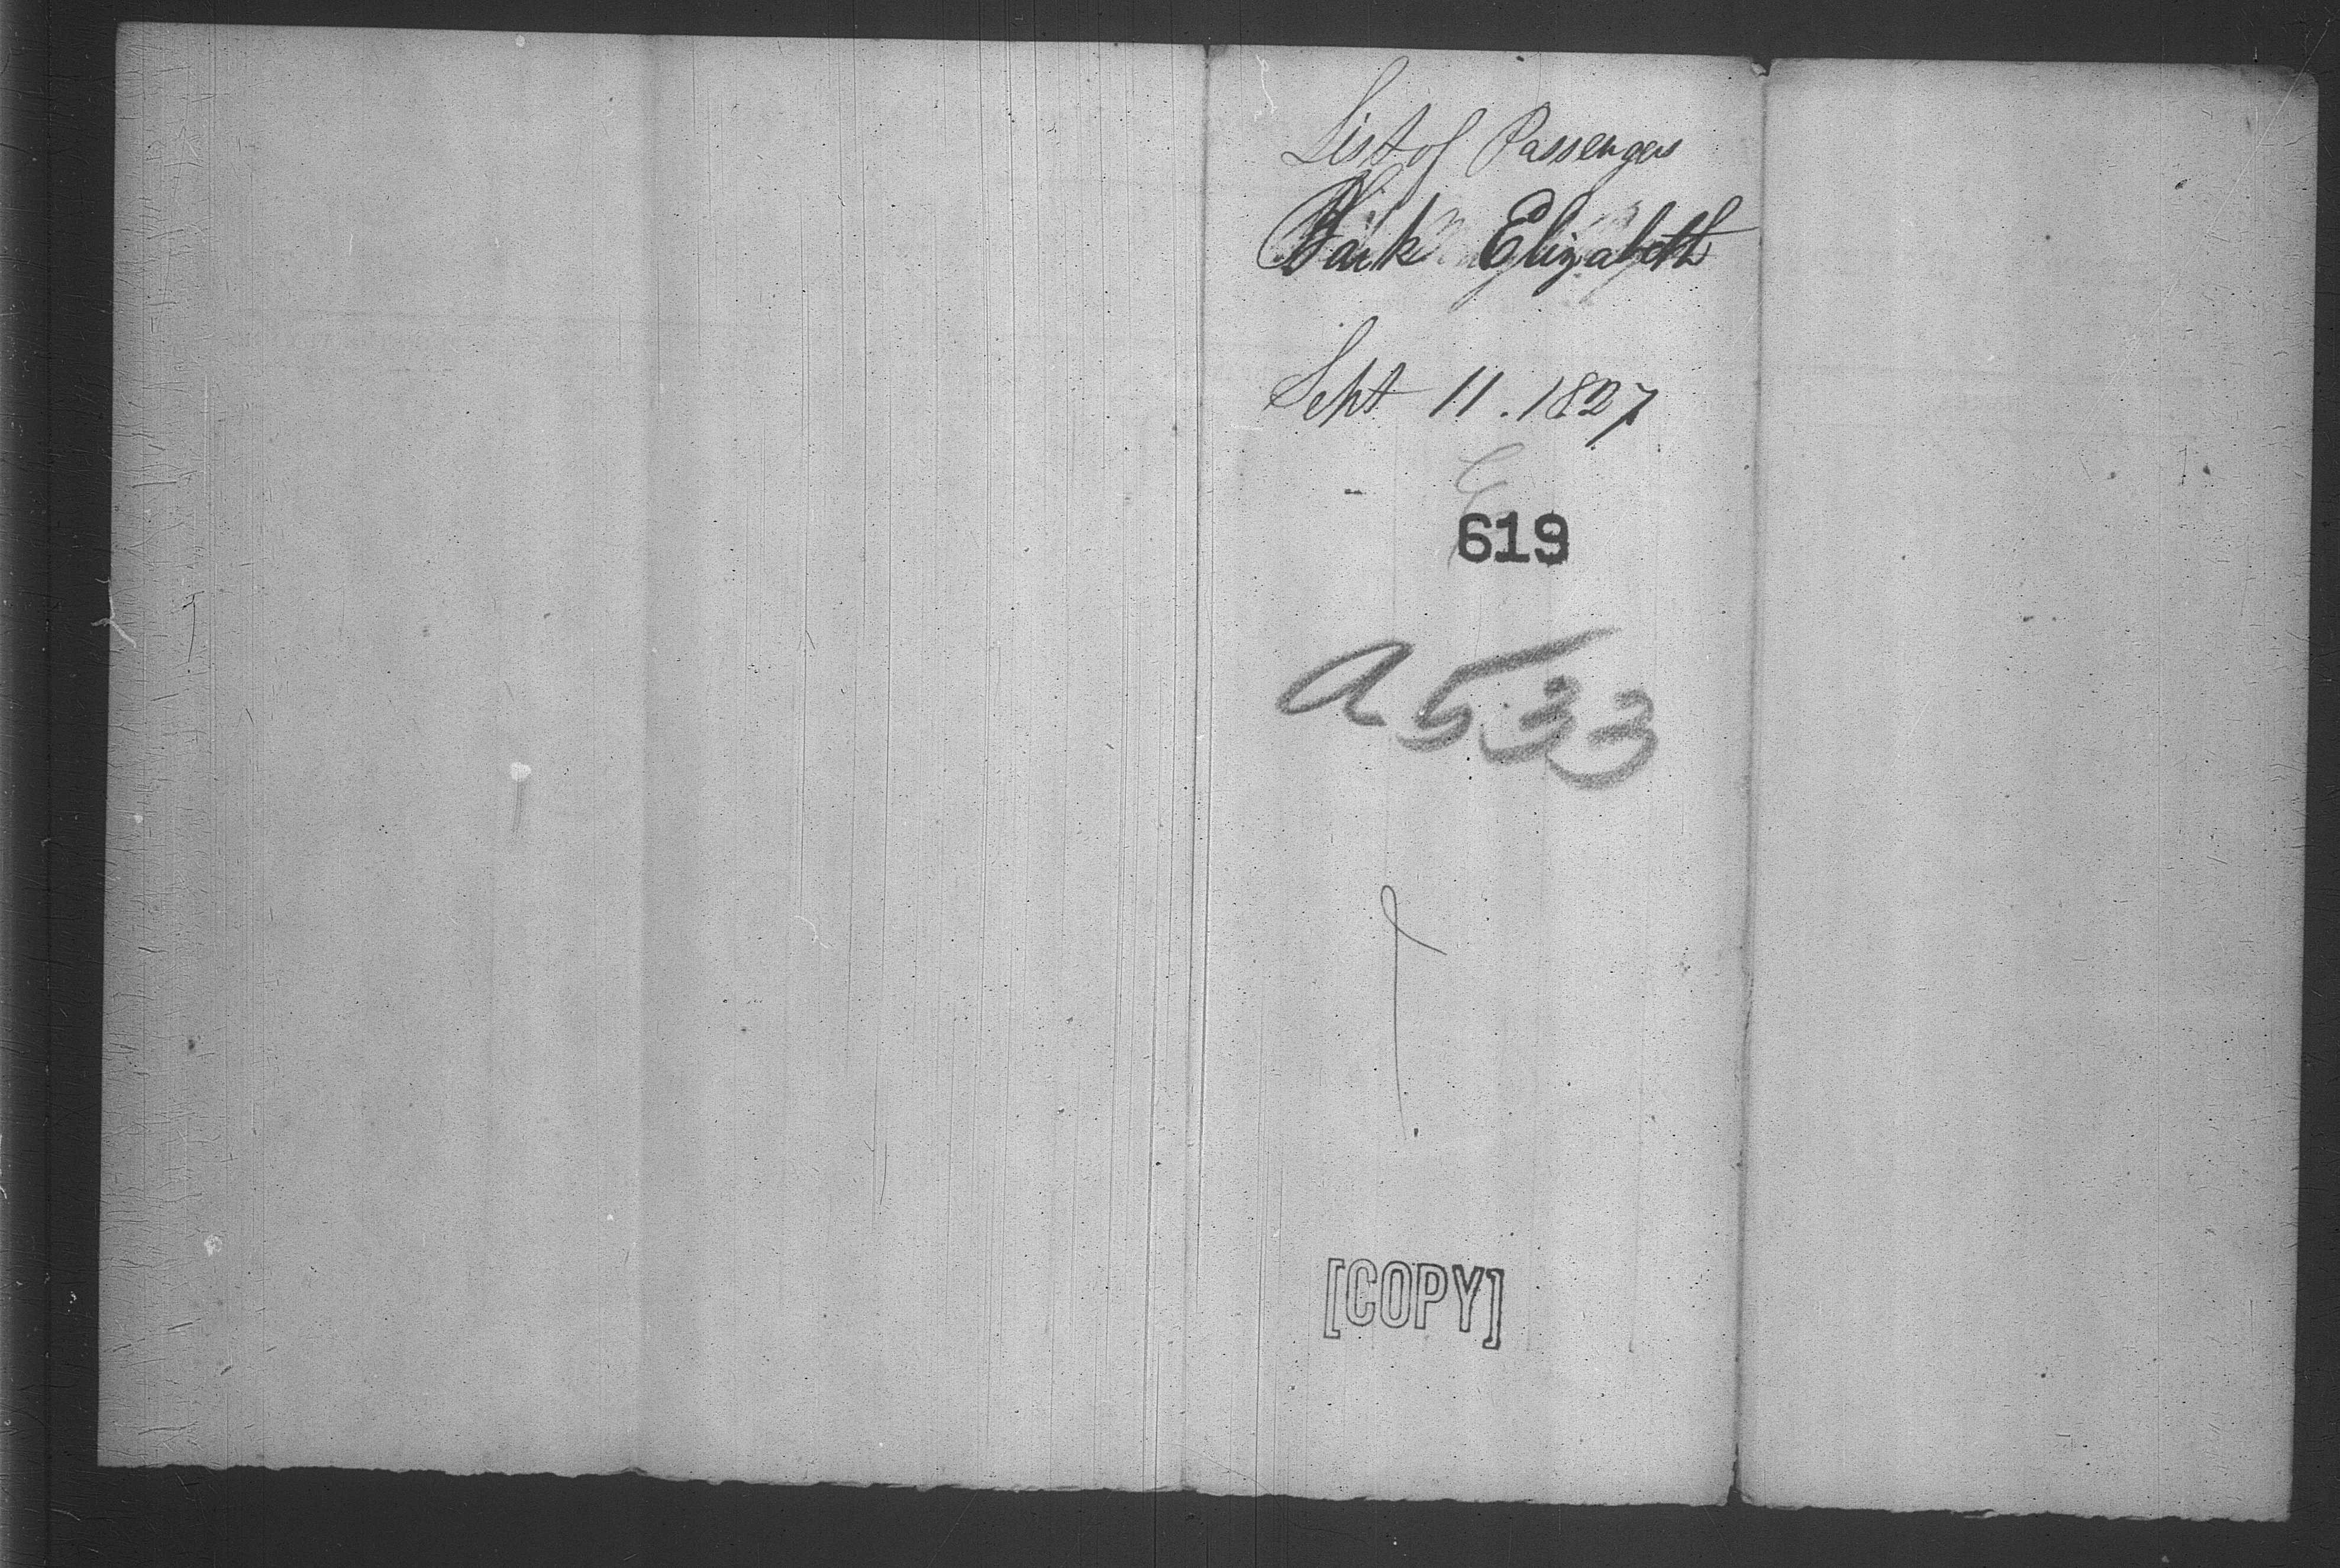 List of Passengers
Bark Elizabeth
Sept 11. 1827
619
a 533
[COPY]